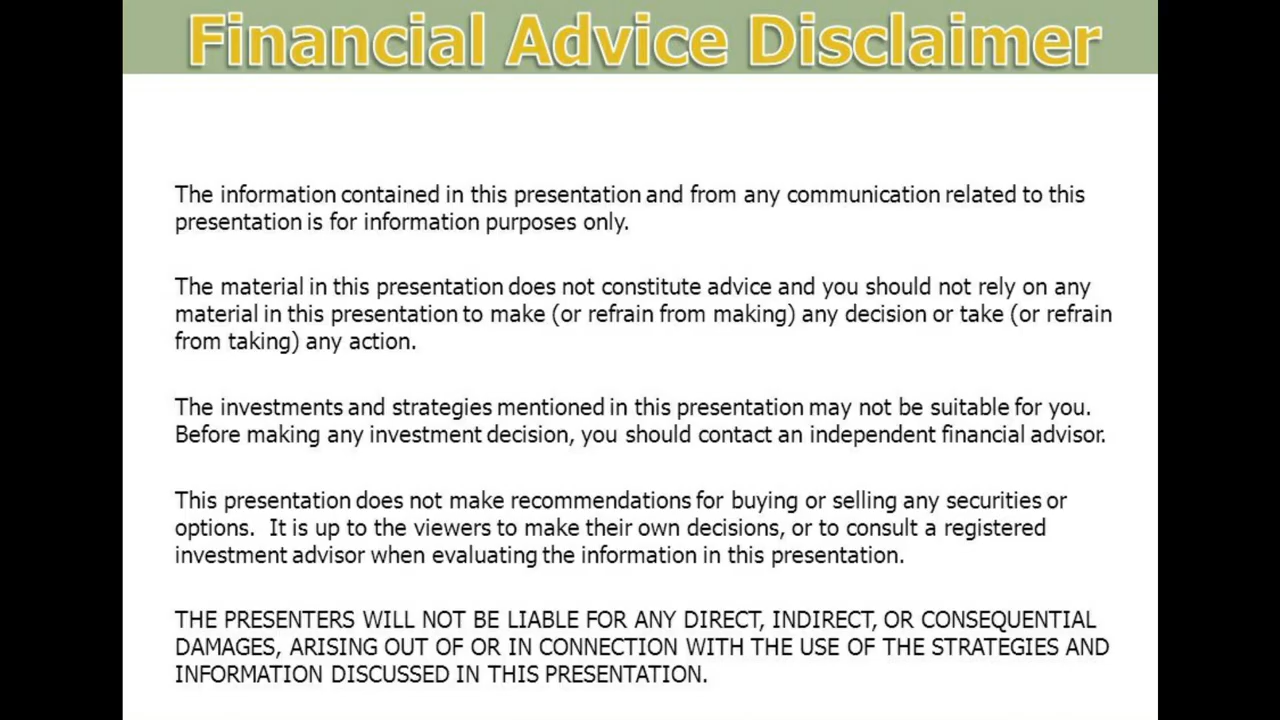 Financial Advice Disclaimer
The information contained in this presentation and from any communication related to this
presentation is for information purposes only.
The material in this presentation does not constitute advice and you should not rely on any
material in this presentation to make (or refrain from making) any decision or take (or refrain
from taking) any action.
The investments and strategies mentioned in this presentation may not be suitable for you.
Before making any investment decision, you should contact an independent financial advisor.
This presentation does not make recommendations for buying or selling any securities or
options.  It is up to the viewers to make their own decisions, or to consult a registered
investment advisor when evaluating the information in this presentation.
THE PRESENTERS WILL NOT BE LIABLE FOR ANY DIRECT, INDIRECT, OR CONSEQUENTIAL
DAMAGES, ARISING OUT OF OR IN CONNECTION WITH THE USE OF THE STRATEGIES AND
INFORMATION DISCUSSED IN THIS PRESENTATION.